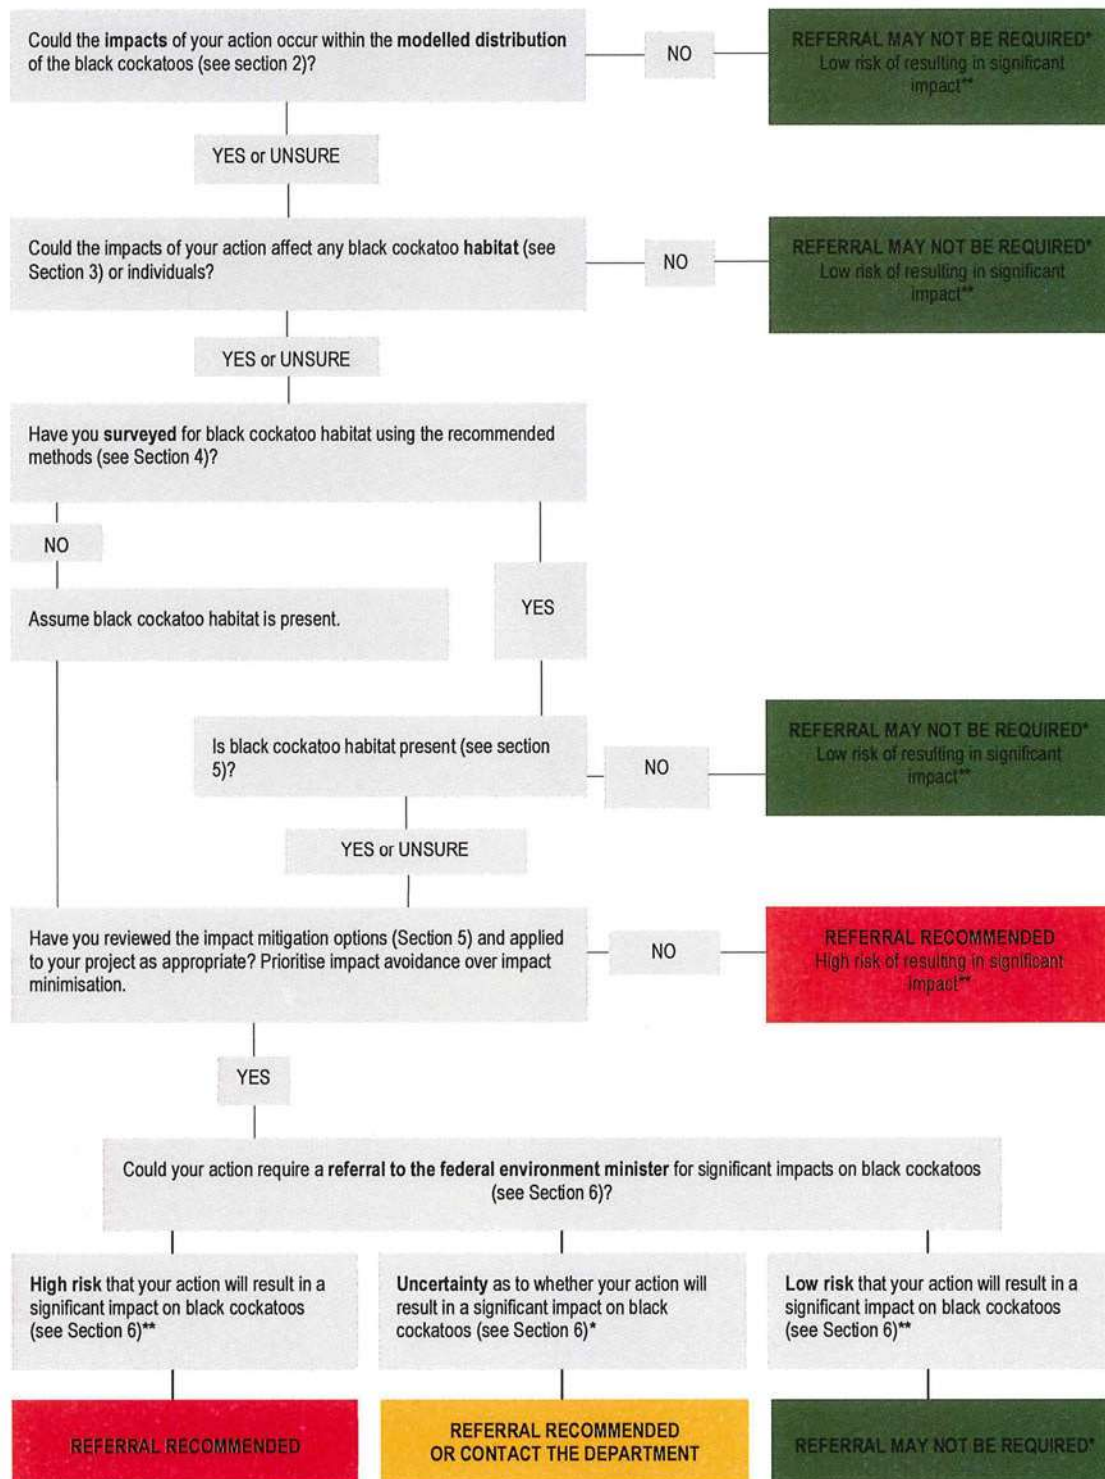 Could the impacts of your action occur within the modelled distribution
of the black cockatoos (see section 2)?
NO
REFERRAL MAY NOT BE REQUIRED*
Low risk of resulting in significant
impact**
YES or UNSURE
Could the impacts of your action affect any black cockatoo habitat (see
Section 3) or individuals?
NO
REFERRAL MAY NOT BE REQUIRED*
Low risk of resulting in significant
impact**
YES or UNSURE
Have you surveyed for black cockatoo habitat using the recommended
methods (see Section 4)?
NO
YES
Assume black cockatoo habitat is present.
Is black cockatoo habitat present (see section
5)?
NO
REFERRAL MAY NOT BE REQUIRED*
Low risk of resulting in significant
impact**
YES or UNSURE
Have you reviewed the impact mitigation options (Section 5) and applied
to your project as appropriate? Prioritise impact avoidance over impact
minimisation.
NO
REFERRAL RECOMMENDED
High risk of resulting in significant
impact**
YES
Could your action require a referral to the federal environment minister for significant impacts on black cockatoos
(see Section 6)?
High risk that your action will result in a
significant impact on black cockatoos
(see Section 6)**
Uncertainty as to whether your action will
result in a significant impact on black
cockatoos (see Section 6)*
Low risk that your action will result in a
significant impact on black cockatoos
(see Section 6)**
REFERRAL RECOMMENDED
REFERRAL RECOMMENDED
OR CONTACT THE DEPARTMENT
REFERRAL MAY NOT BE REQUIRED*